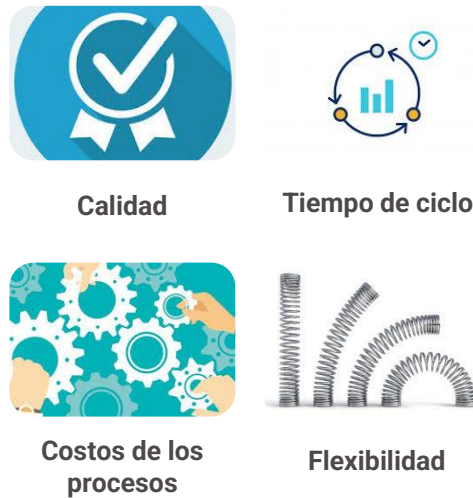 Calidad
Tiempo de ciclo
Costos de los
procesos
Flexibilidad